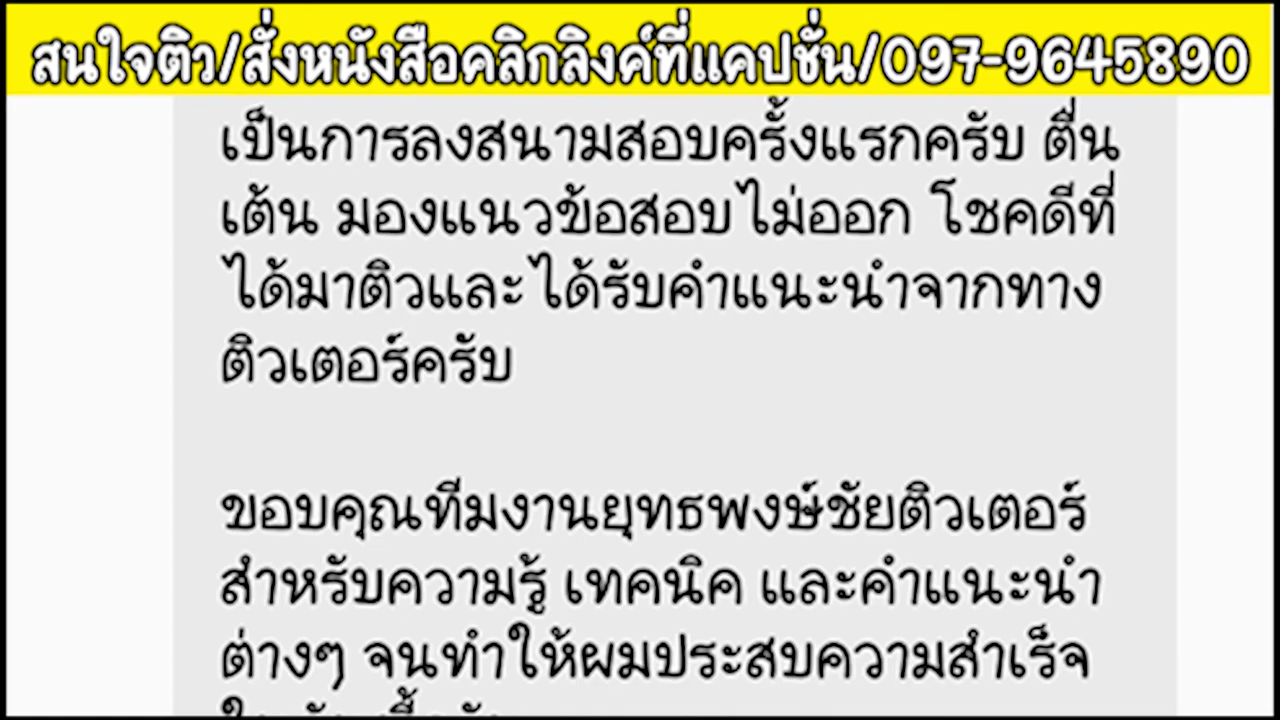 สนใจติว/สั่งหนังสือคลิกลิงค์ที่แคปชั่น/097-9645890
เป็นการลงสนามสอบครั้งแรกครับ ตื่น
เต้น มองแนวข้อสอบไม่ออก โชคดีที่
ได้มาติวและได้รับคำแนะนำจากทาง
ติวเตอร์ครับ
ขอบคุณทีมงานยุทธพงษ์ชัยติวเตอร์
สำหรับความรู้ เทคนิค และคำแนะนำ
ต่างๆ จนทำให้ผมประสบความสำเร็จ